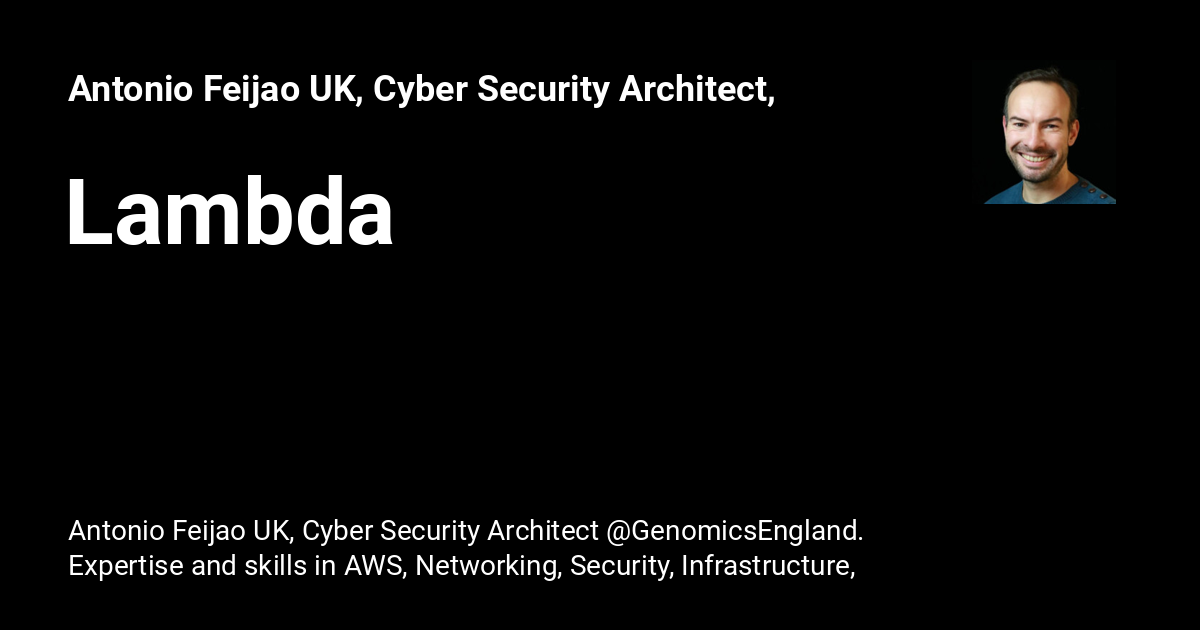 Antonio Feijao UK, Cyber Security Architect,
Lambda
Antonio Feijao UK, Cyber Security Architect @GenomicsEngland.
Expertise and skills in AWS, Networking, Security, Infrastructure,